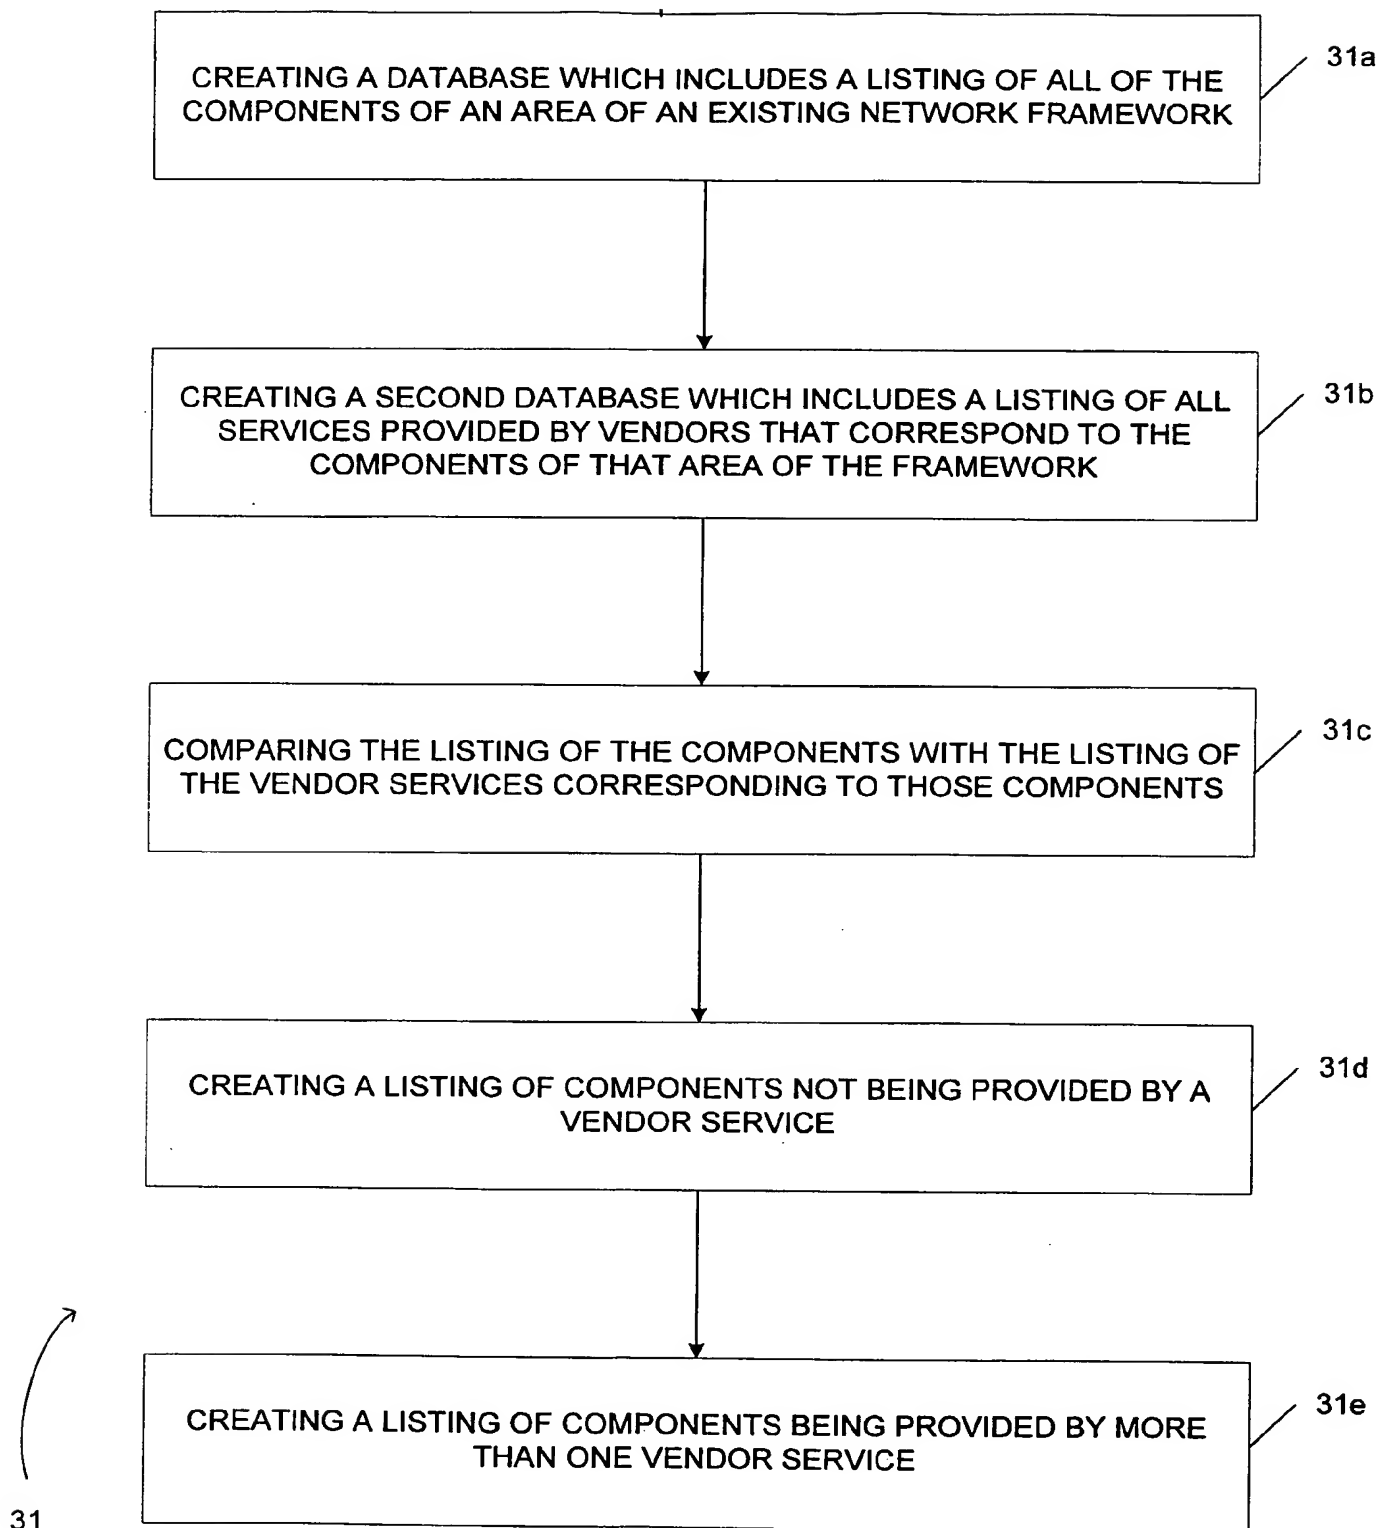 CREATING A DATABASE WHICH INCLUDES A LISTING OF ALL OF THE
COMPONENTS OF AN AREA OF AN EXISTING NETWORK FRAMEWORK
31a
CREATING A SECOND DATABASE WHICH INCLUDES A LISTING OF ALL
SERVICES PROVIDED BY VENDORS THAT CORRESPOND TO THE
COMPONENTS OF THAT AREA OF THE FRAMEWORK
31b
COMPARING THE LISTING OF THE COMPONENTS WITH THE LISTING OF
THE VENDOR SERVICES CORRESPONDING TO THOSE COMPONENTS
31c
CREATING A LISTING OF COMPONENTS NOT BEING PROVIDED BY A
VENDOR SERVICE
31d
CREATING A LISTING OF COMPONENTS BEING PROVIDED BY MORE
THAN ONE VENDOR SERVICE
31e
31